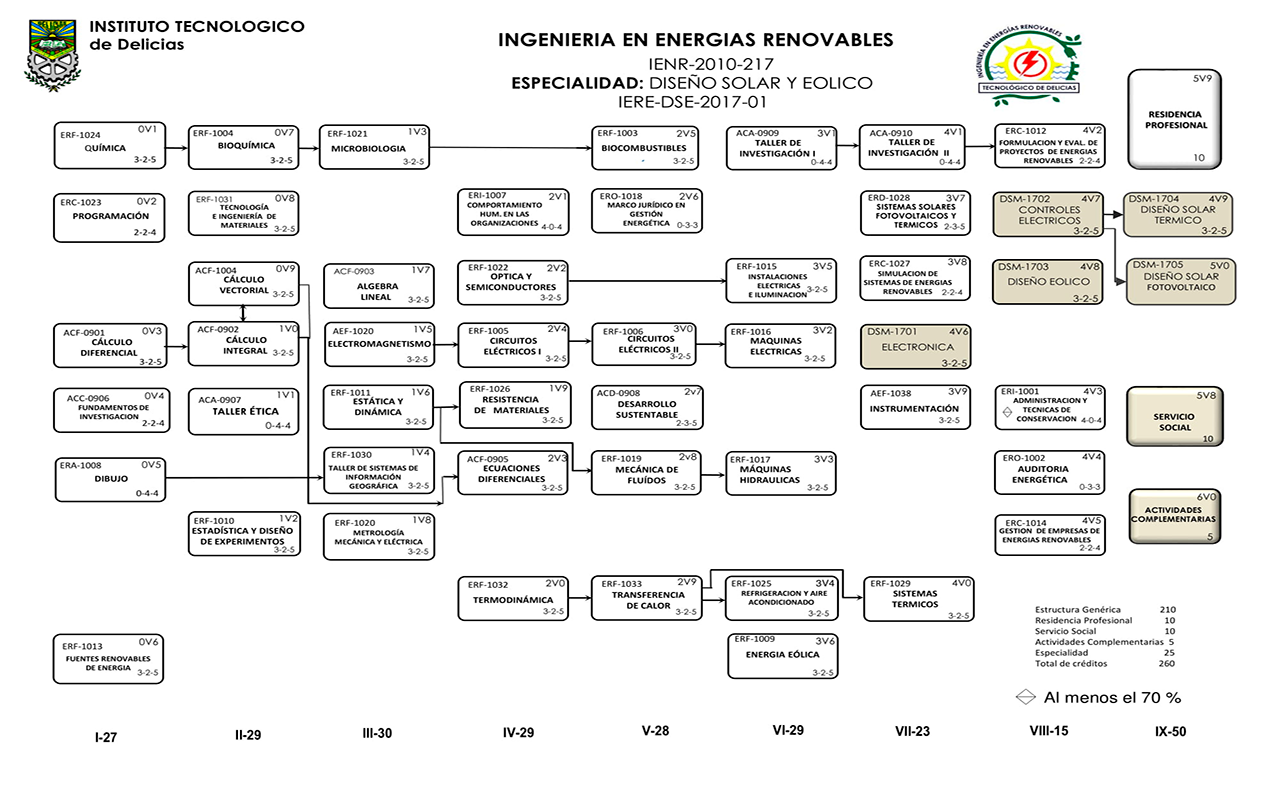 INSTITUTO TECNOLOGICO
de Delicias
INGENIERIA EN ENERGIAS RENOVABLES
IENR-2010-217
ESPECIALIDAD: DISEÑO SOLAR Y EOLICO
IERE-DSE-2017-01
INGENIERÍA EN ENERGÍAS RENOVABLES
TECNOLÓGICO DE DELICIAS
5V9
RESIDENCIA
PROFESIONAL
10
ERF-1024 0V1
QUÍMICA
3-2-5
ERF-1004 0V7
BIOQUÍMICA
3-2-5
ERF-1021 1V3
MICROBIOLOGIA
3-2-5
ERF-1003 2V5
BIOCOMBUSTIBLES
3-2-5
ACA-0909 3V1
TALLER DE
INVESTIGACIÓN I
0-4-4
ACA-0910 4V1
TALLER DE
INVESTIGACIÓN II
0-4-4
ERC-1012 4V2
FORMULACION Y EVAL. DE
PROYECTOS DE ENERGIAS
RENOVABLES 2-2-4
ERC-1023 0V2
PROGRAMACIÓN
2-2-4
ERF-1031 0V8
TECNOLOGÍA
E INGENIERÍA DE
MATERIALES 3-2-5
ERI-1007 2V1
COMPORTAMIENTO
HUM. EN LAS
ORGANIZACIONES 4-0-4
ERO-1018 2V6
MARCO JURÍDICO EN
GESTIÓN
ENERGÉTICA 0-3-3
ERD-1028 3V7
SISTEMAS SOLARES
FOTOVOLTAICOS Y
TERMICOS 2-3-5
DSM-1702 4V7
CONTROLES
ELECTRICOS
3-2-5
DSM-1704 4V9
DISEÑO SOLAR
TERMICO
3-2-5
ACF-1004 0V9
CÁLCULO
VECTORIAL
3-2-5
ACF-0903 1V7
ALGEBRA
LINEAL
3-2-5
ERF-1022 2V2
OPTICA Y
SEMICONDUCTORES
3-2-5
ERF-1015 3V5
INSTALACIONES
ELECTRICAS 3-2-5
E ILUMINACION
ERC-1027 3V8
SIMULACION DE
SISTEMAS DE ENERGIAS
RENOVABLES 2-2-4
DSM-1703 4V8
DISEÑO EOLICO
3-2-5
DSM-1705 5V0
DISEÑO SOLAR
FOTOVOLTAICO
ACF-0901 0V3
CÁLCULO
DIFERENCIAL
3-2-5
ACF-0902 1V0
CÁLCULO
INTEGRAL 3-2-5
AEF-1020 1V5
ELECTROMAGNETISMO
3-2-5
ERF-1005 2V4
CIRCUITOS
ELÉCTRICOS I
3-2-5
ERF-1006 3V0
CIRCUITOS
ELÉCTRICOS II
3-2-5
ERF-1016 3V2
MAQUINAS
ELECTRICAS
3-2-5
DSM-1701 4V6
ELECTRONICA
3-2-5
ACC-0906 0V4
FUNDAMENTOS DE
INVESTIGACION
2-2-4
ACA-0907 1V1
TALLER ÉTICA
0-4-4
ERF-1011 1V6
ESTÁTICA Y
DINÁMICA
3-2-5
ERF-1026 1V9
RESISTENCIA
DE MATERIALES
3-2-5
ACD-0908 2v7
DESARROLLO
SUSTENTABLE
2-3-5
AEF-1038 3V9
INSTRUMENTACIÓN
3-2-5
ERI-1001 4V3
ADMINISTRACION Y
TECNICAS DE
CONSERVACION 4-0-4
5V8
SERVICIO
SOCIAL
10
ERA-1008 0V5
DIBUJO
0-4-4
ERF-1030 1V4
TALLER DE SISTEMAS DE
INFORMACIÓN
GEOGRÁFICA 3-2-5
ACF-0905 2V3
ECUACIONES
DIFERENCIALES
3-2-5
ERF-1019 2v8
MECÁNICA DE
FLUÍDOS
3-2-5
ERF-1017 3V3
MÁQUINAS
HIDRAULICAS
3-2-5
ERO-1002 4V4
AUDITORIA
ENERGÉTICA
0-3-3
ERF-1010 1V2
ESTADÍSTICA Y DISEÑO
DE EXPERIMENTOS
3-2-5
ERF-1020 1V8
METROLOGÍA
MECÁNICA Y ELÉCTRICA
3-2-5
ERC-1014 4V5
GESTION DE EMPRESAS DE
ENERGIAS RENOVABLES
2-2-4
6V0
ACTIVIDADES
COMPLEMENTARIAS
5
ERF-1032 2V0
TERMODINÁMICA
3-2-5
ERF-1033 2V9
TRANSFERENCIA
DE CALOR
3-2-5
ERF-1025 3V4
REFRIGERACION Y AIRE
ACONDICIONADO
3-2-5
ERF-1029 4V0
SISTEMAS
TERMICOS
3-2-5
ERF-1013 0V6
FUENTES RENOVABLES
DE ENERGIA
3-2-5
ERF-1009 3V6
ENERGIA EÓLICA
3-2-5
Estructura Genérica 210
Residencia Profesional 10
Servicio Social 10
Actividades Complementarias 5
Especialidad 25
Total de créditos 260
Al menos el 70 %
I-27 II-29 III-30 IV-29 V-28 VI-29 VII-23 VIII-15 IX-50